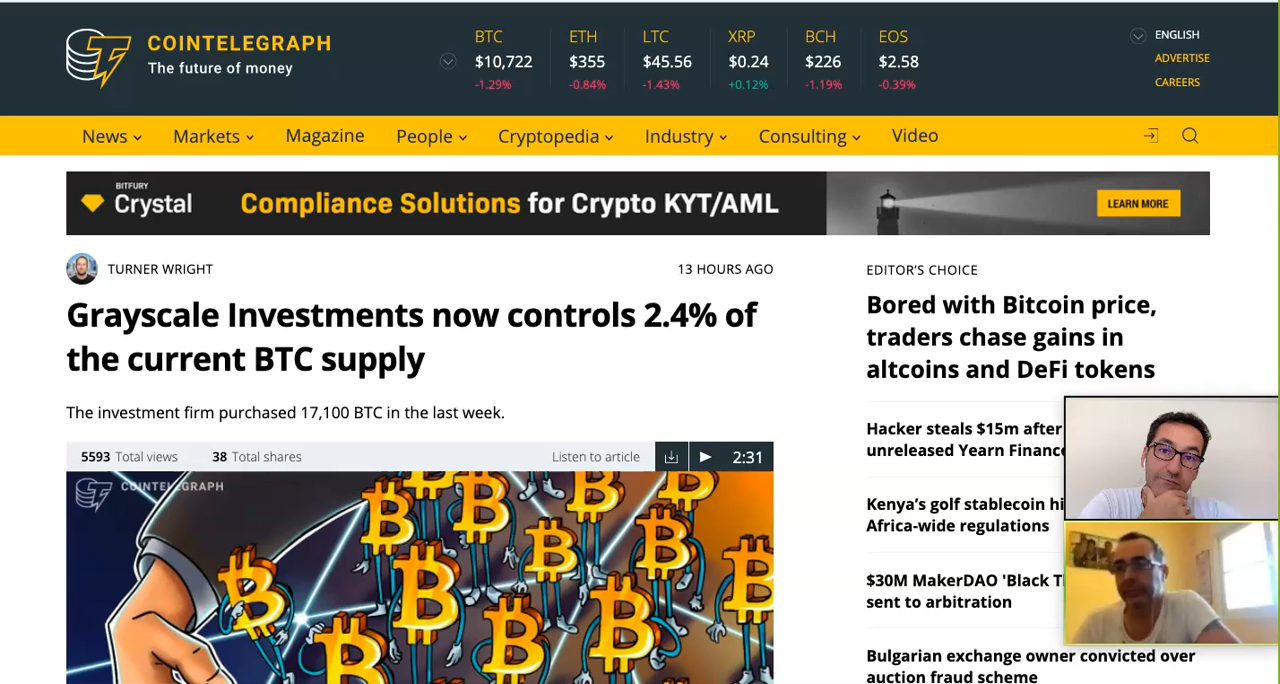 COINTELEGRAPH
The future of money
BTC
$10,722
-1.29%
ETH
$355
-0.84%
LTC
$45.56
-1.43%
XRP
$0.24
+0.12%
BCH
$226
-1.19%
EOS
$2.58
-0.39%
ENGLISH
ADVERTISE
CAREERS
News
Markets
Magazine
People
Cryptopedia
Industry
Consulting
Video
BITFURY
Crystal
Compliance Solutions for Crypto KYT/AML
LEARN MORE
TURNER WRIGHT
13 HOURS AGO
Grayscale Investments now controls 2.4% of
the current BTC supply
The investment firm purchased 17,100 BTC in the last week.
5593 Total views
38 Total shares
Listen to article
2:31
COINTELEGRAPH
EDITOR'S CHOICE
Bored with Bitcoin price,
traders chase gains in
altcoins and DeFi tokens
Hacker steals $15m after
unreleased Yearn Finance
Kenya's golf stablecoin hi
Africa-wide regulations
$30M MakerDAO 'Black T
sent to arbitration
Bulgarian exchange owner convicted over
auction fraud scheme